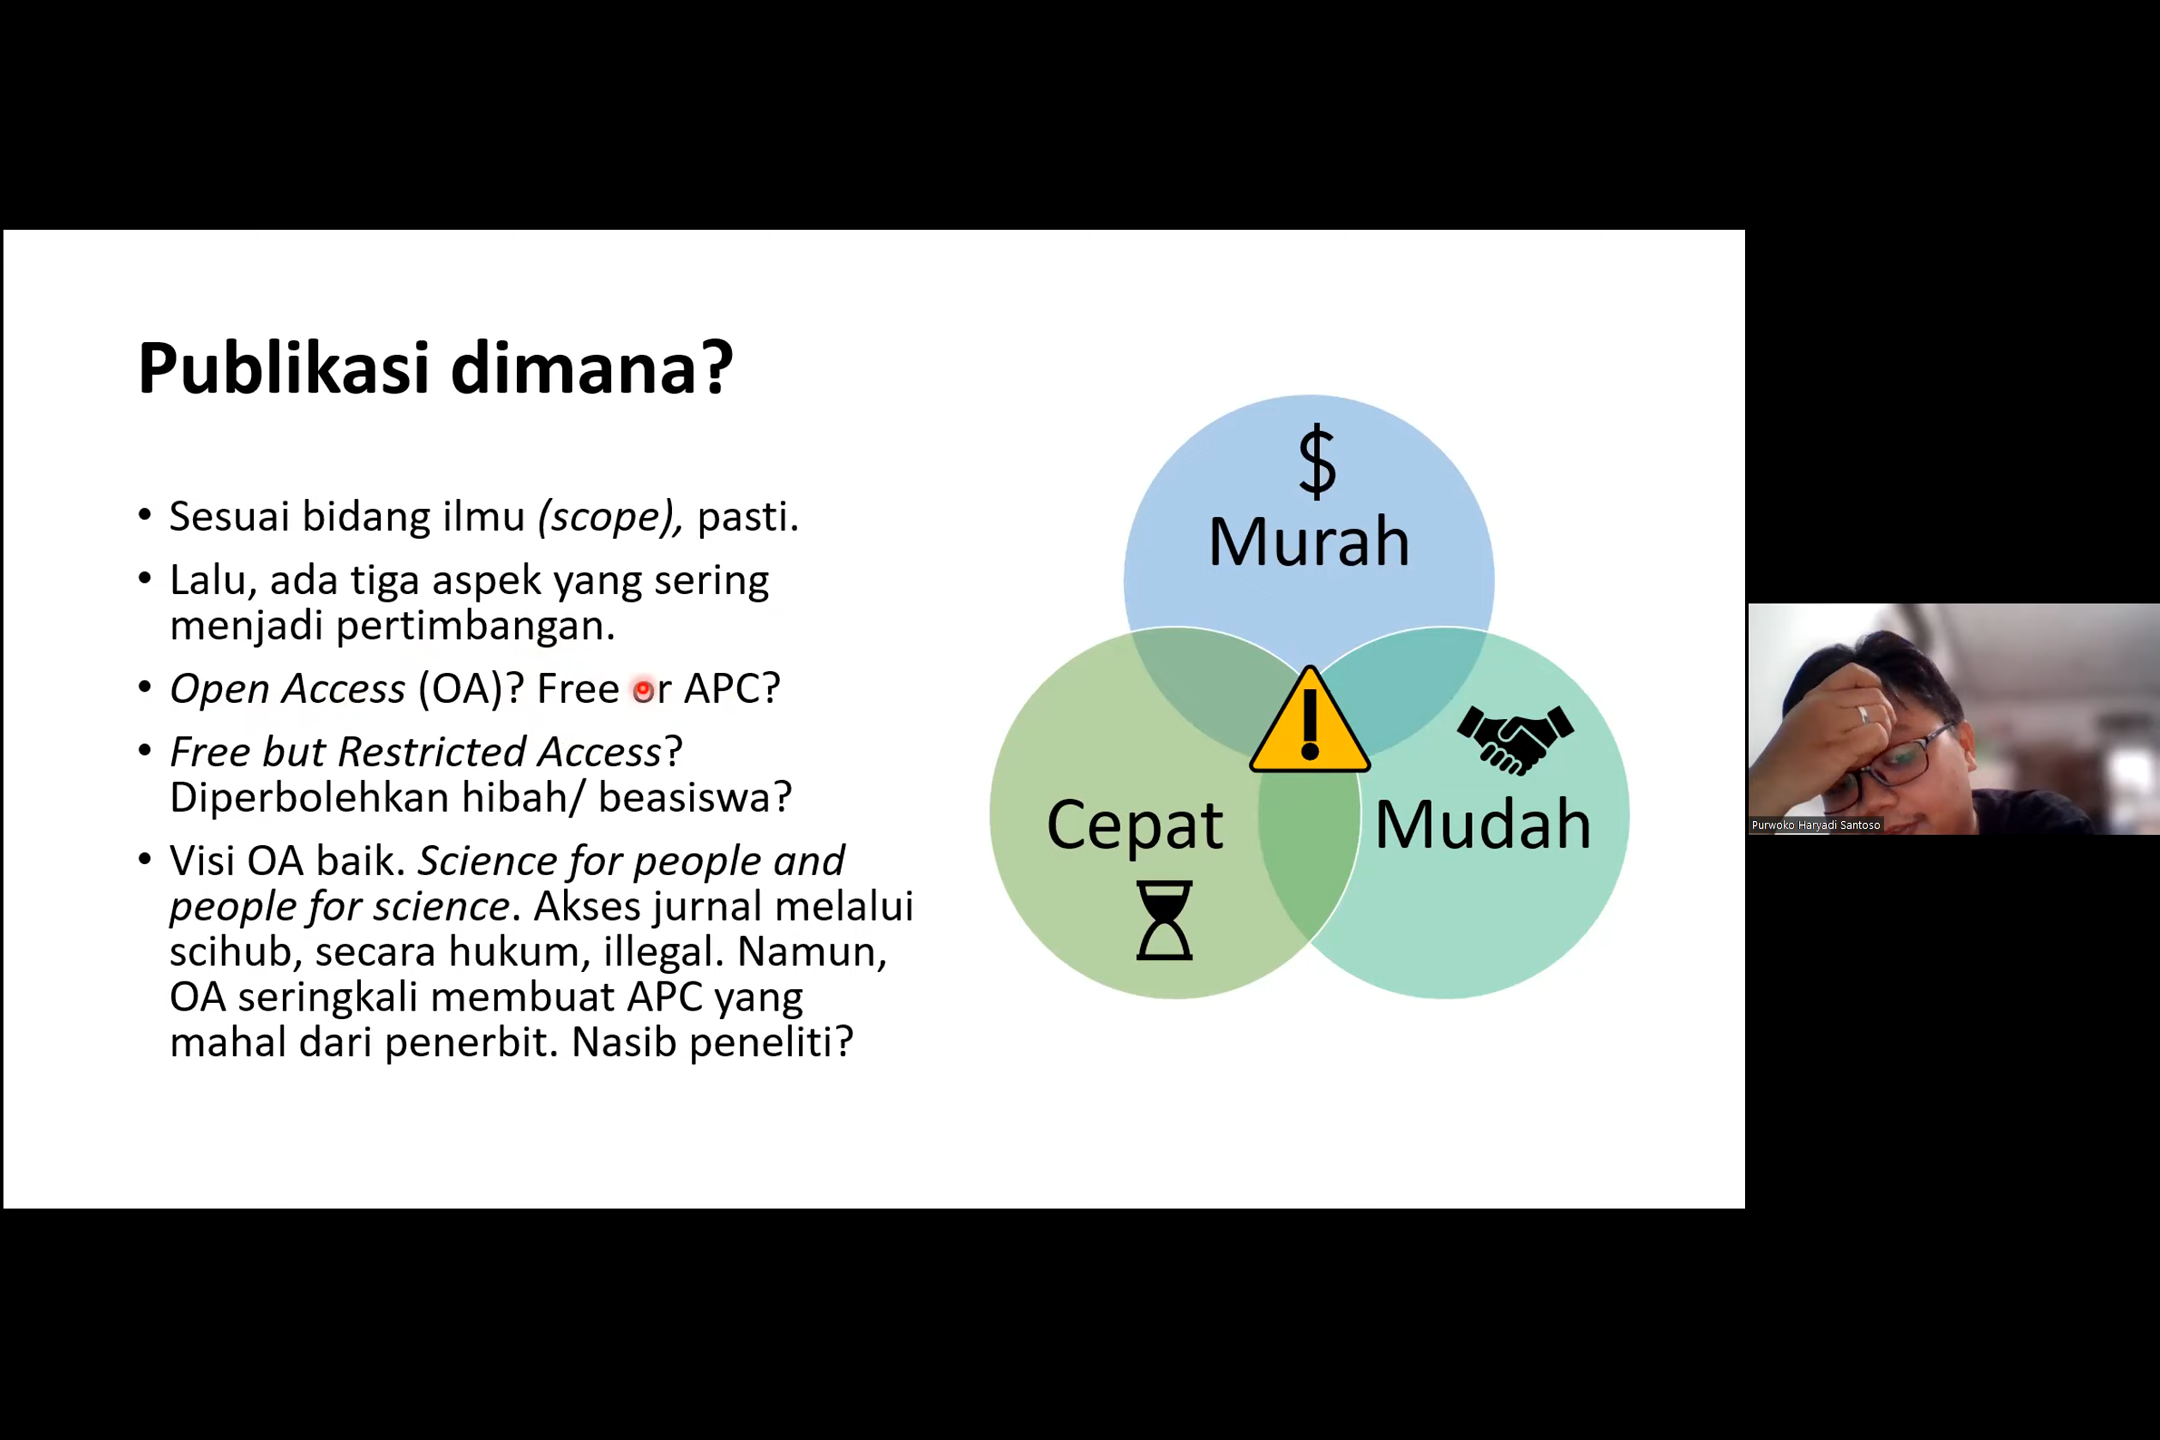 Publikasi dimana?
• Sesuai bidang ilmu (scope), pasti.
• Lalu, ada tiga aspek yang sering
menjadi pertimbangan.
• Open Access (OA)? Free or APC?
• Free but Restricted Access?
Diperbolehkan hibah/ beasiswa?
• Visi OA baik. Science for people and
people for science. Akses jurnal melalui
scihub, secara hukum, illegal. Namun,
OA seringkali membuat APC yang
mahal dari penerbit. Nasib peneliti?
$
Murah
Cepat
Mudah
Purwoko Haryadi Santoso